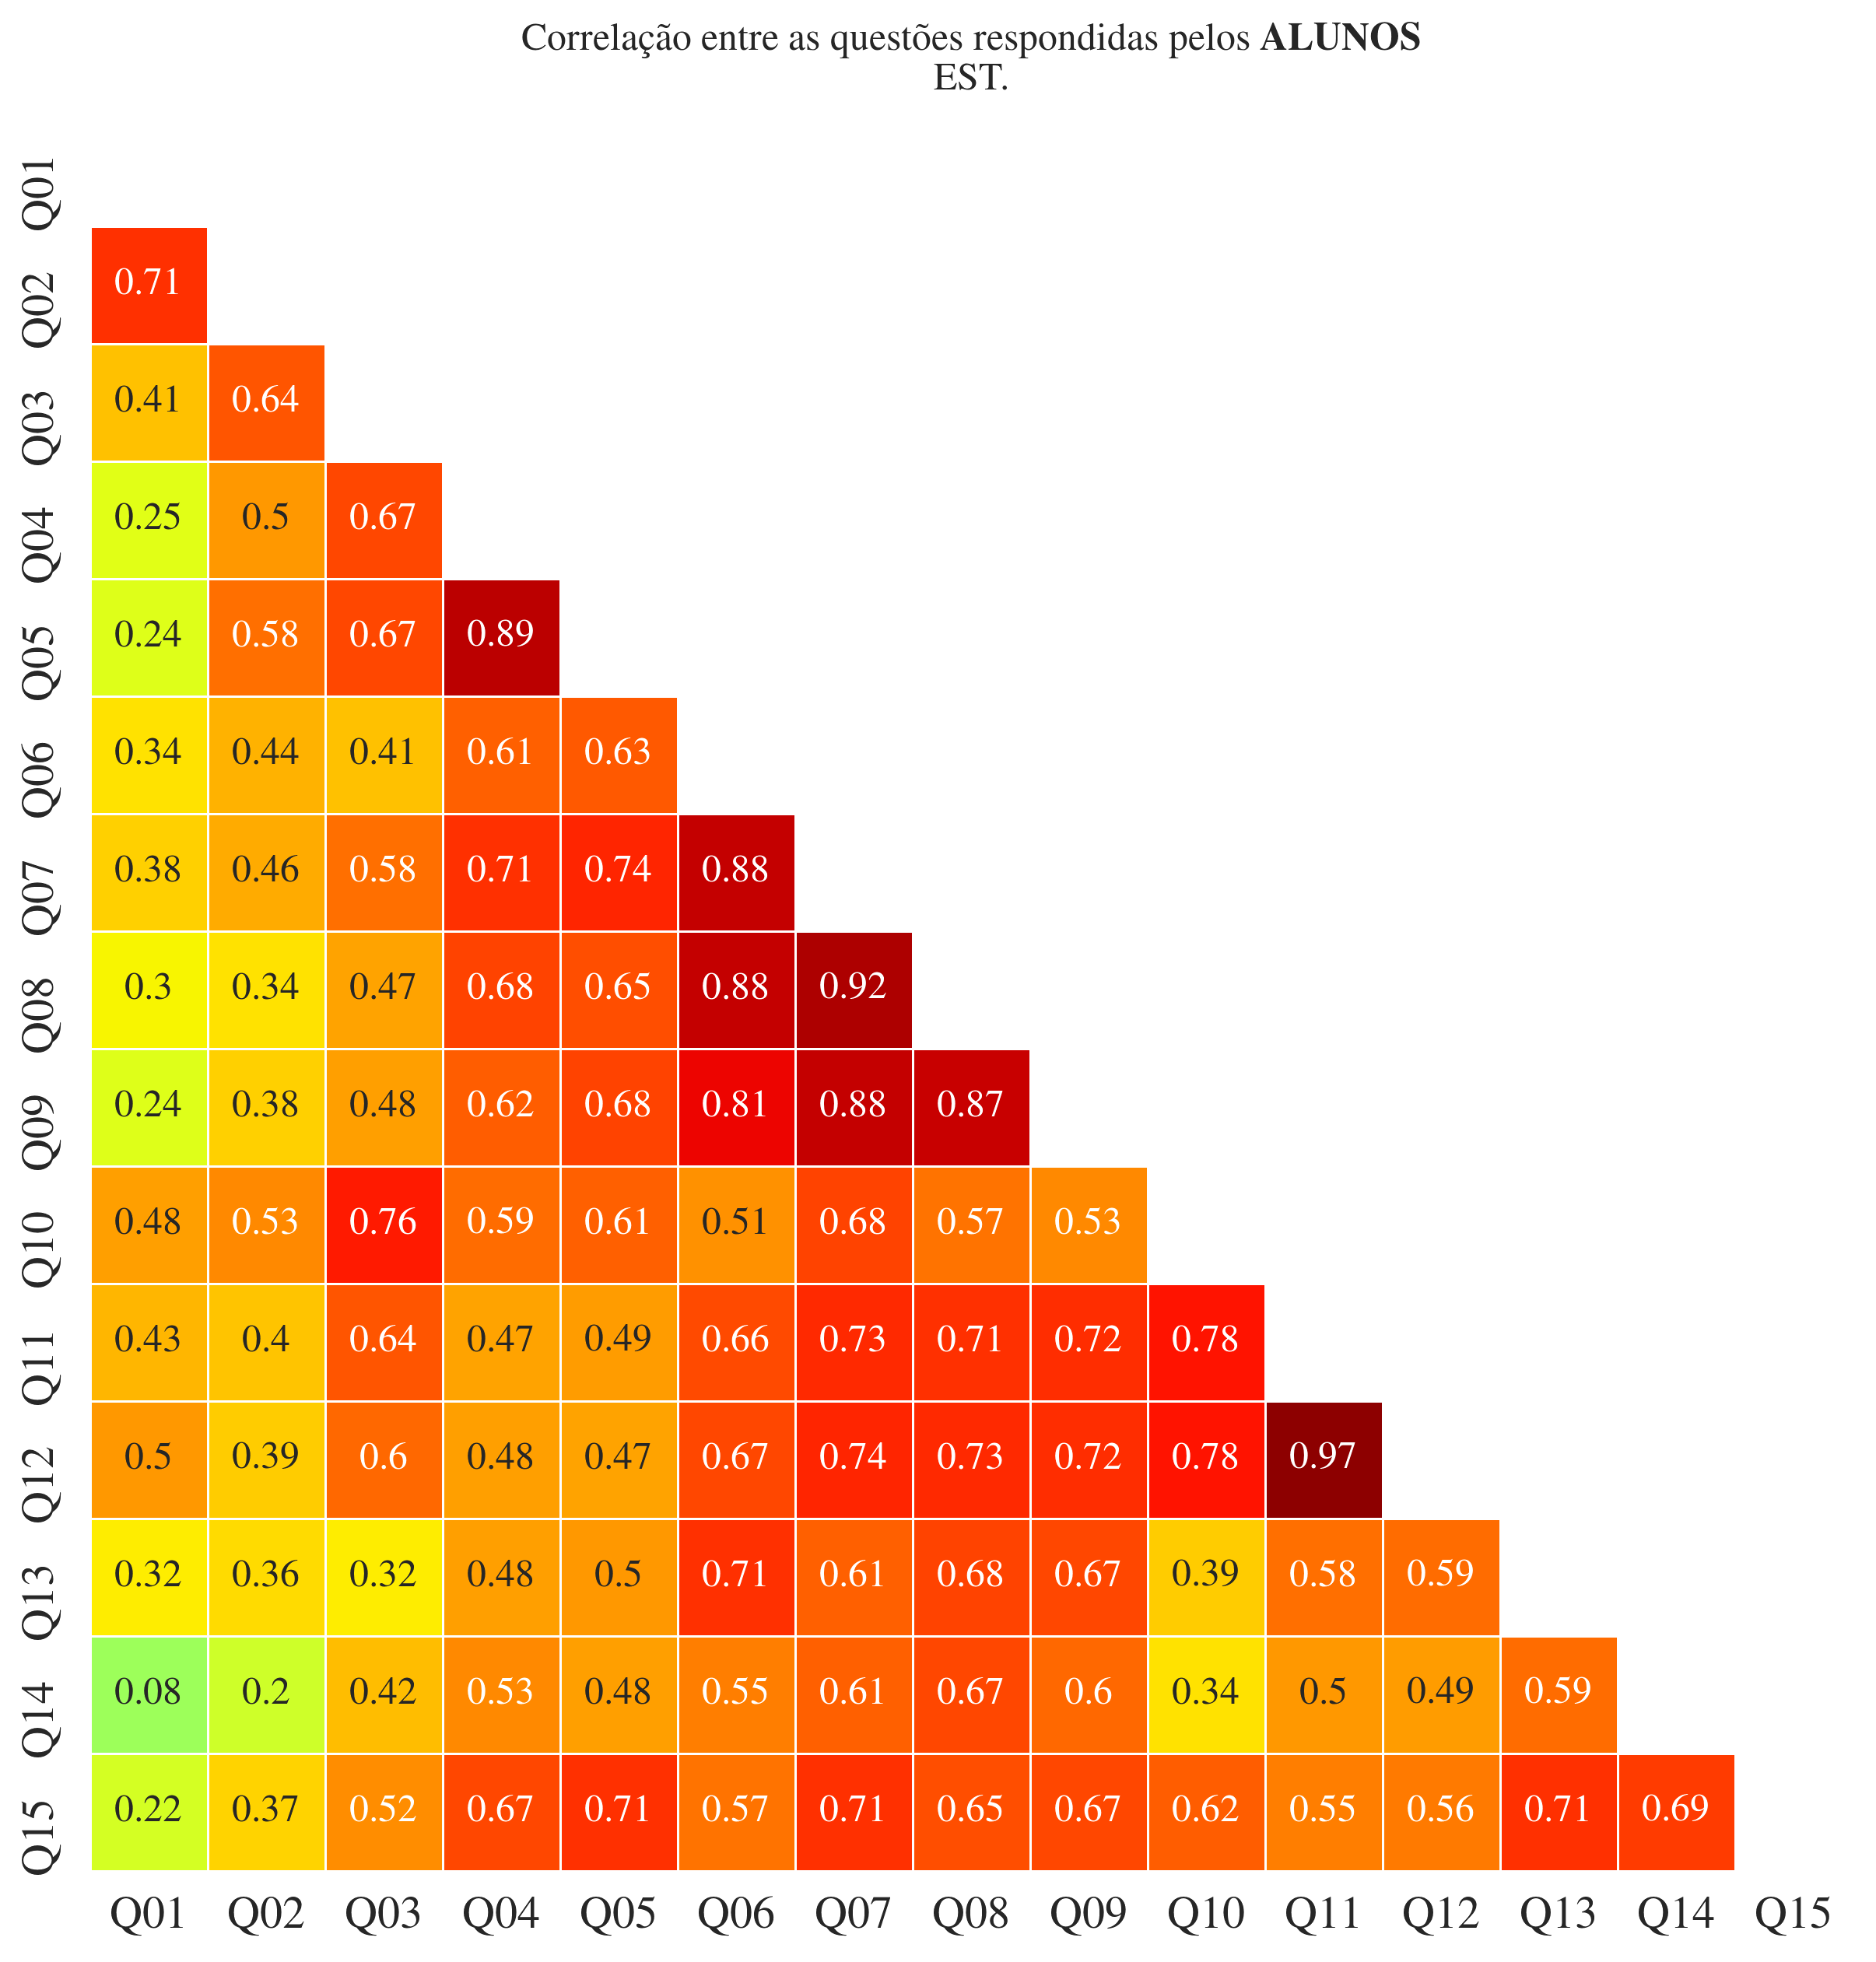 Correlação entre as questões respondidas pelos ALUNOS
EST.
Q01
Q02 0.71
Q03 0.41 0.64
Q04 0.25 0.5 0.67
Q05 0.24 0.58 0.67 0.89
Q06 0.34 0.44 0.41 0.61 0.63
Q07 0.38 0.46 0.58 0.71 0.74 0.88
Q08 0.3 0.34 0.47 0.68 0.65 0.88 0.92
Q09 0.24 0.38 0.48 0.62 0.68 0.81 0.88 0.87
Q10 0.48 0.53 0.76 0.59 0.61 0.51 0.68 0.57 0.53
Q11 0.43 0.4 0.64 0.47 0.49 0.66 0.73 0.71 0.72 0.78
Q12 0.5 0.39 0.6 0.48 0.47 0.67 0.74 0.73 0.72 0.78 0.97
Q13 0.32 0.36 0.32 0.48 0.5 0.71 0.61 0.68 0.67 0.39 0.58 0.59
Q14 0.08 0.2 0.42 0.53 0.48 0.55 0.61 0.67 0.6 0.34 0.5 0.49 0.59
Q15 0.22 0.37 0.52 0.67 0.71 0.57 0.71 0.65 0.67 0.62 0.55 0.56 0.71 0.69
Q01 Q02 Q03 Q04 Q05 Q06 Q07 Q08 Q09 Q10 Q11 Q12 Q13 Q14 Q15